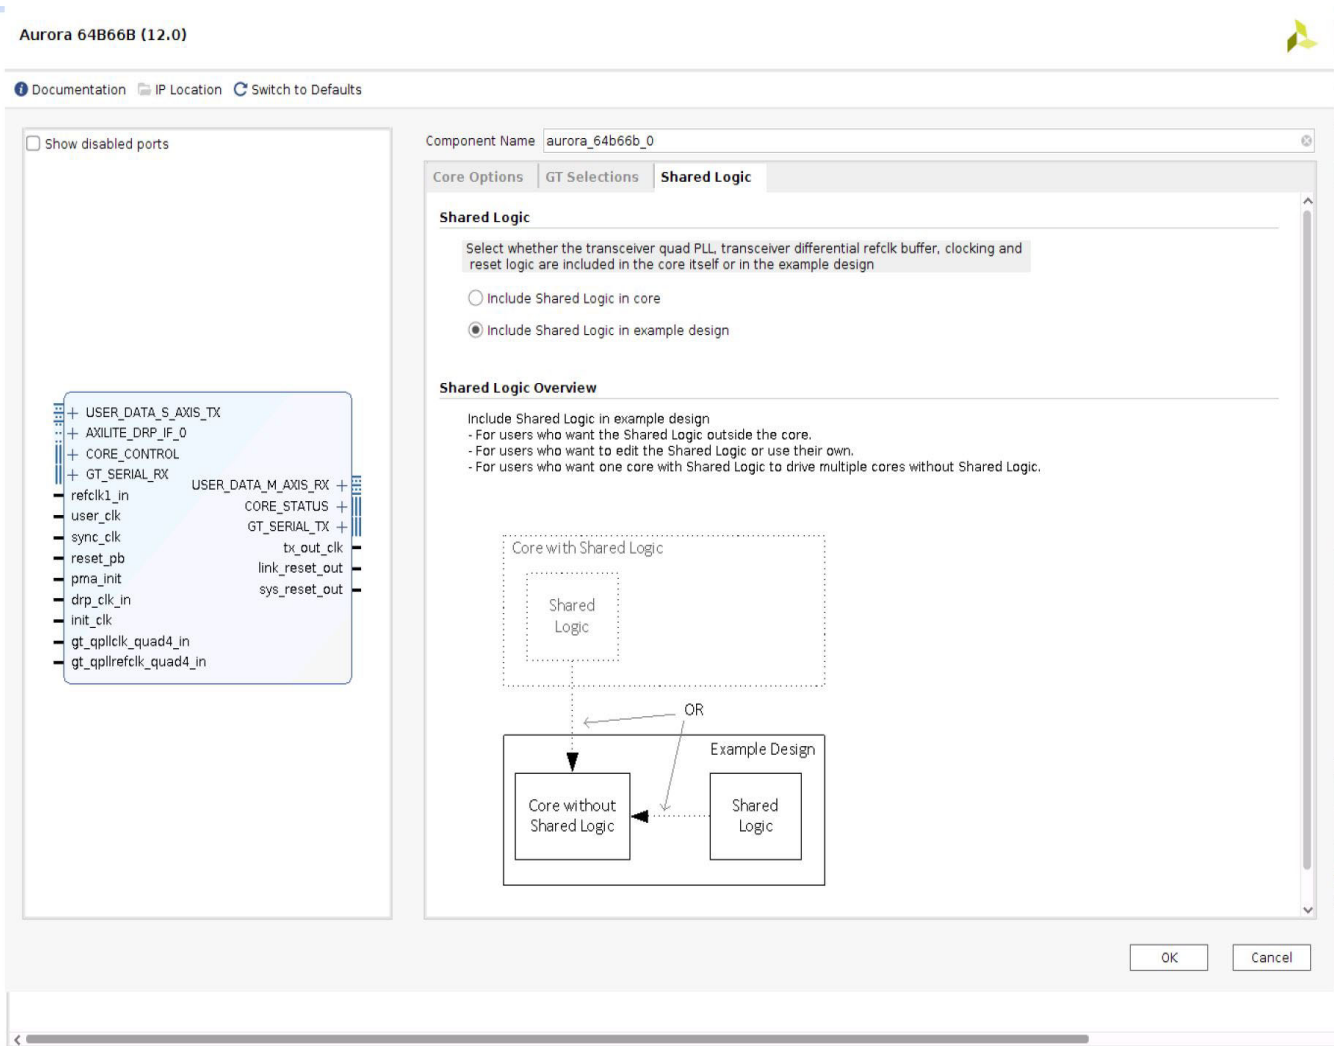 Aurora 64B66B (12.0)
Documentation IP Location Switch to Defaults
Show disabled ports
+ USER_DATA_S_AXIS_TX
+ AXILITE_DRP_IF_0
+ CORE_CONTROL
+ GT_SERIAL_RX
refclk1_in
user_clk
sync_clk
reset_pb
pma_init
drp_clk_in
init_clk
gt_qpllclk_quad4_in
gt_qpllrefclk_quad4_in
USER_DATA_M_AXIS_RX +
CORE_STATUS +
GT_SERIAL_TX +
tx_out_clk
link_reset_out
sys_reset_out
Component Name aurora_64b66b_0
Core Options GT Selections Shared Logic
Shared Logic
Select whether the transceiver quad PLL, transceiver differential refclk buffer, clocking and
reset logic are included in the core itself or in the example design
Include Shared Logic in core
Include Shared Logic in example design
Shared Logic Overview
Include Shared Logic in example design
- For users who want the Shared Logic outside the core.
- For users who want to edit the Shared Logic or use their own.
- For users who want one core with Shared Logic to drive multiple cores without Shared Logic.
Core with Shared Logic
Shared
Logic
OR
Example Design
Core without
Shared Logic
Shared
Logic
OK Cancel